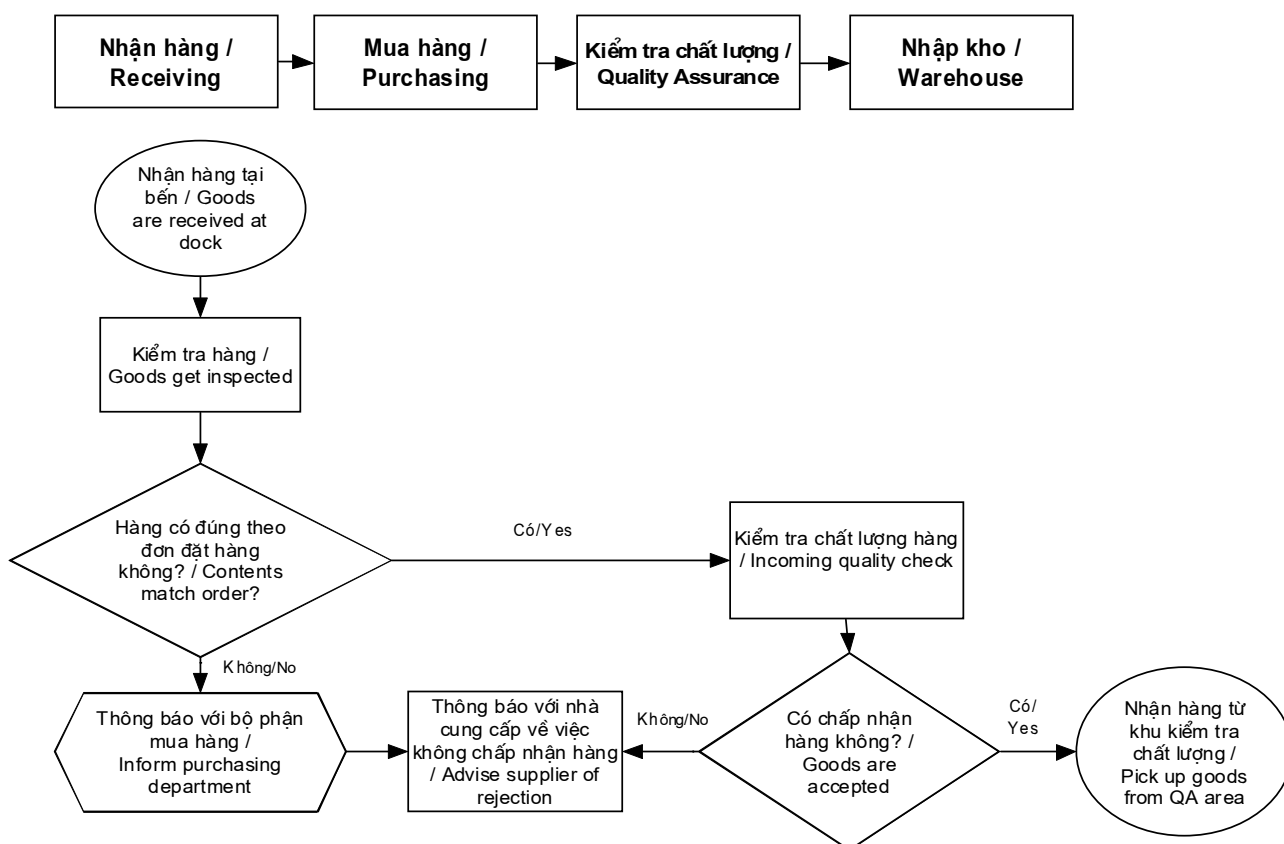 Nhận hàng /
Receiving
Mua hàng /
Purchasing
Kiểm tra chất lượng /
Quality Assurance
Nhập kho /
Warehouse
Nhận hàng tại
bến / Goods
are received at
dock
Kiểm tra hàng /
Goods get inspected
Hàng có đúng theo
đơn đặt hàng
không? / Contents
match order?
Có/Yes
Kiểm tra chất lượng hàng
/ Incoming quality check
Không/No
Thông báo với bộ phận
mua hàng /
Inform purchasing
department
Thông báo với nhà
cung cấp về việc
không chấp nhận hàng
/ Advise supplier of
rejection
Không/No
Có chấp nhận
hàng không? /
Goods are
accepted
Có/
Yes
Nhận hàng từ
khu kiểm tra
chất lượng /
Pick up goods
from QA area